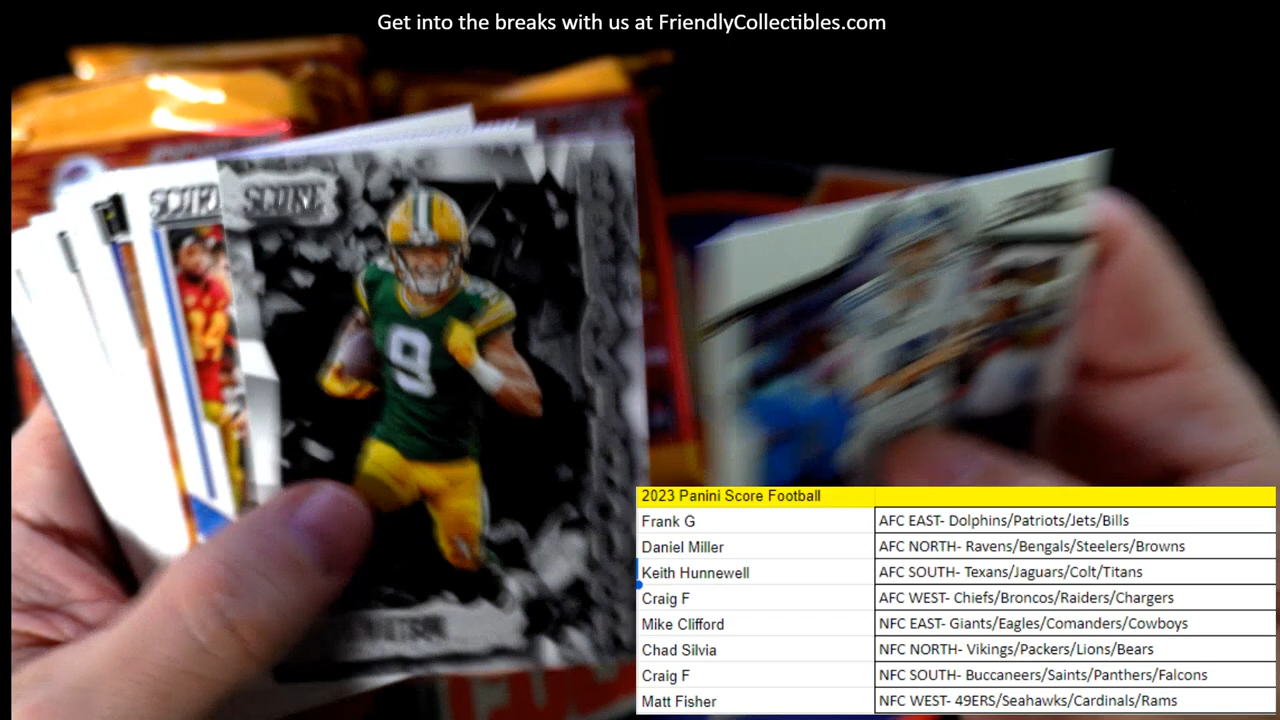 Get into the breaks with us at FriendlyCollectibles.com
SCORE
SCORE
9
2023 Panini Score Football
Frank G AFC EAST- Dolphins/Patriots/Jets/Bills
Daniel Miller AFC NORTH- Ravens/Bengals/Steelers/Browns
Keith Hunnewell AFC SOUTH- Texans/Jaguars/Colt/Titans
Craig F AFC WEST- Chiefs/Broncos/Raiders/Chargers
Mike Clifford NFC EAST- Giants/Eagles/Comanders/Cowboys
Chad Silvia NFC NORTH- Vikings/Packers/Lions/Bears
Craig F NFC SOUTH- Buccaneers/Saints/Panthers/Falcons
Matt Fisher NFC WEST- 49ERS/Seahawks/Cardinals/Rams